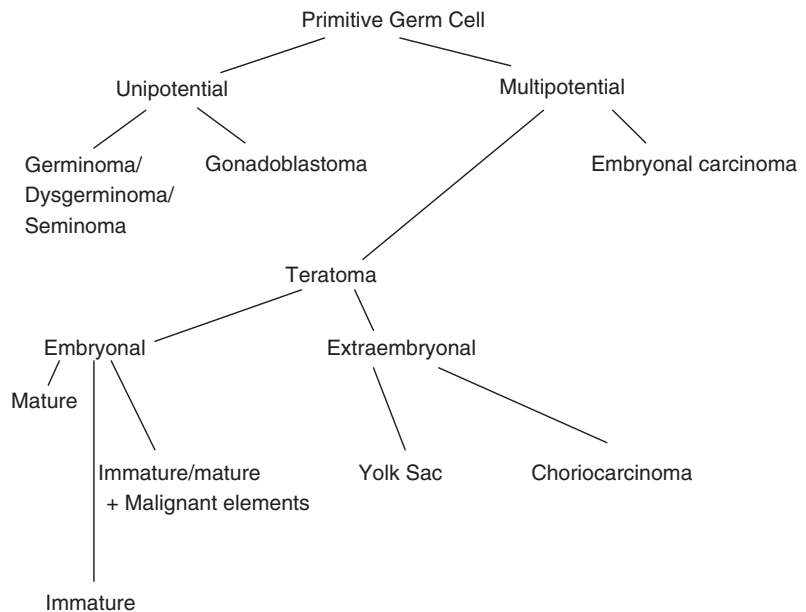 Primitive Germ Cell
Unipotential
Multipotential
Germinoma/
Dysgerminoma/
Seminoma
Gonadoblastoma
Embryonal carcinoma
Teratoma
Embryonal
Extraembryonal
Mature
Immature/mature
+ Malignant elements
Yolk Sac
Choriocarcinoma
Immature